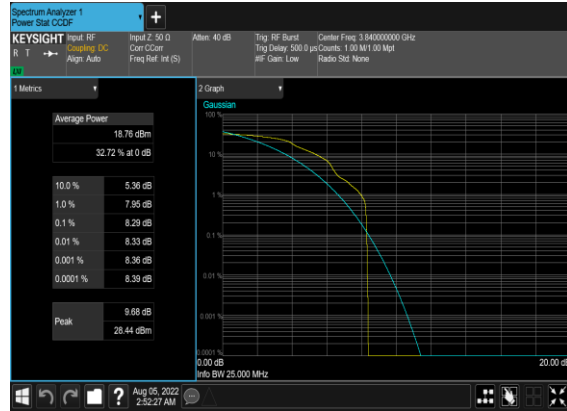 Spectrum Analyzer 1
Power Stat CCDF
+
KEYSIGHT
R T
LXI
Input: RF
Coupling: DC
Align: Auto
Input Z: 50 Ω
Corr CCorr
Freq Ref: Int (S)
Atten: 40 dB
Trig: RF Burst
Trig Delay: 500.0 µs
#IF Gain: Low
Center Freq: 3.840000000 GHz
Counts: 1.00 M/1.00 Mpt
Radio Std: None
1 Metrics
Average Power
18.76 dBm
32.72 % at 0 dB
10.0 % 5.36 dB
1.0 % 7.95 dB
0.1 % 8.29 dB
0.01 % 8.33 dB
0.001 % 8.36 dB
0.0001 % 8.39 dB
Peak
9.68 dB
28.44 dBm
2 Graph
Gaussian
100 %
10 %
1 %
0.1 %
0.01 %
0.001 %
0.0001 %
0.00 dB
20.00 dB
Info BW 25.000 MHz
?
Aug 05, 2022
2:52:27 AM